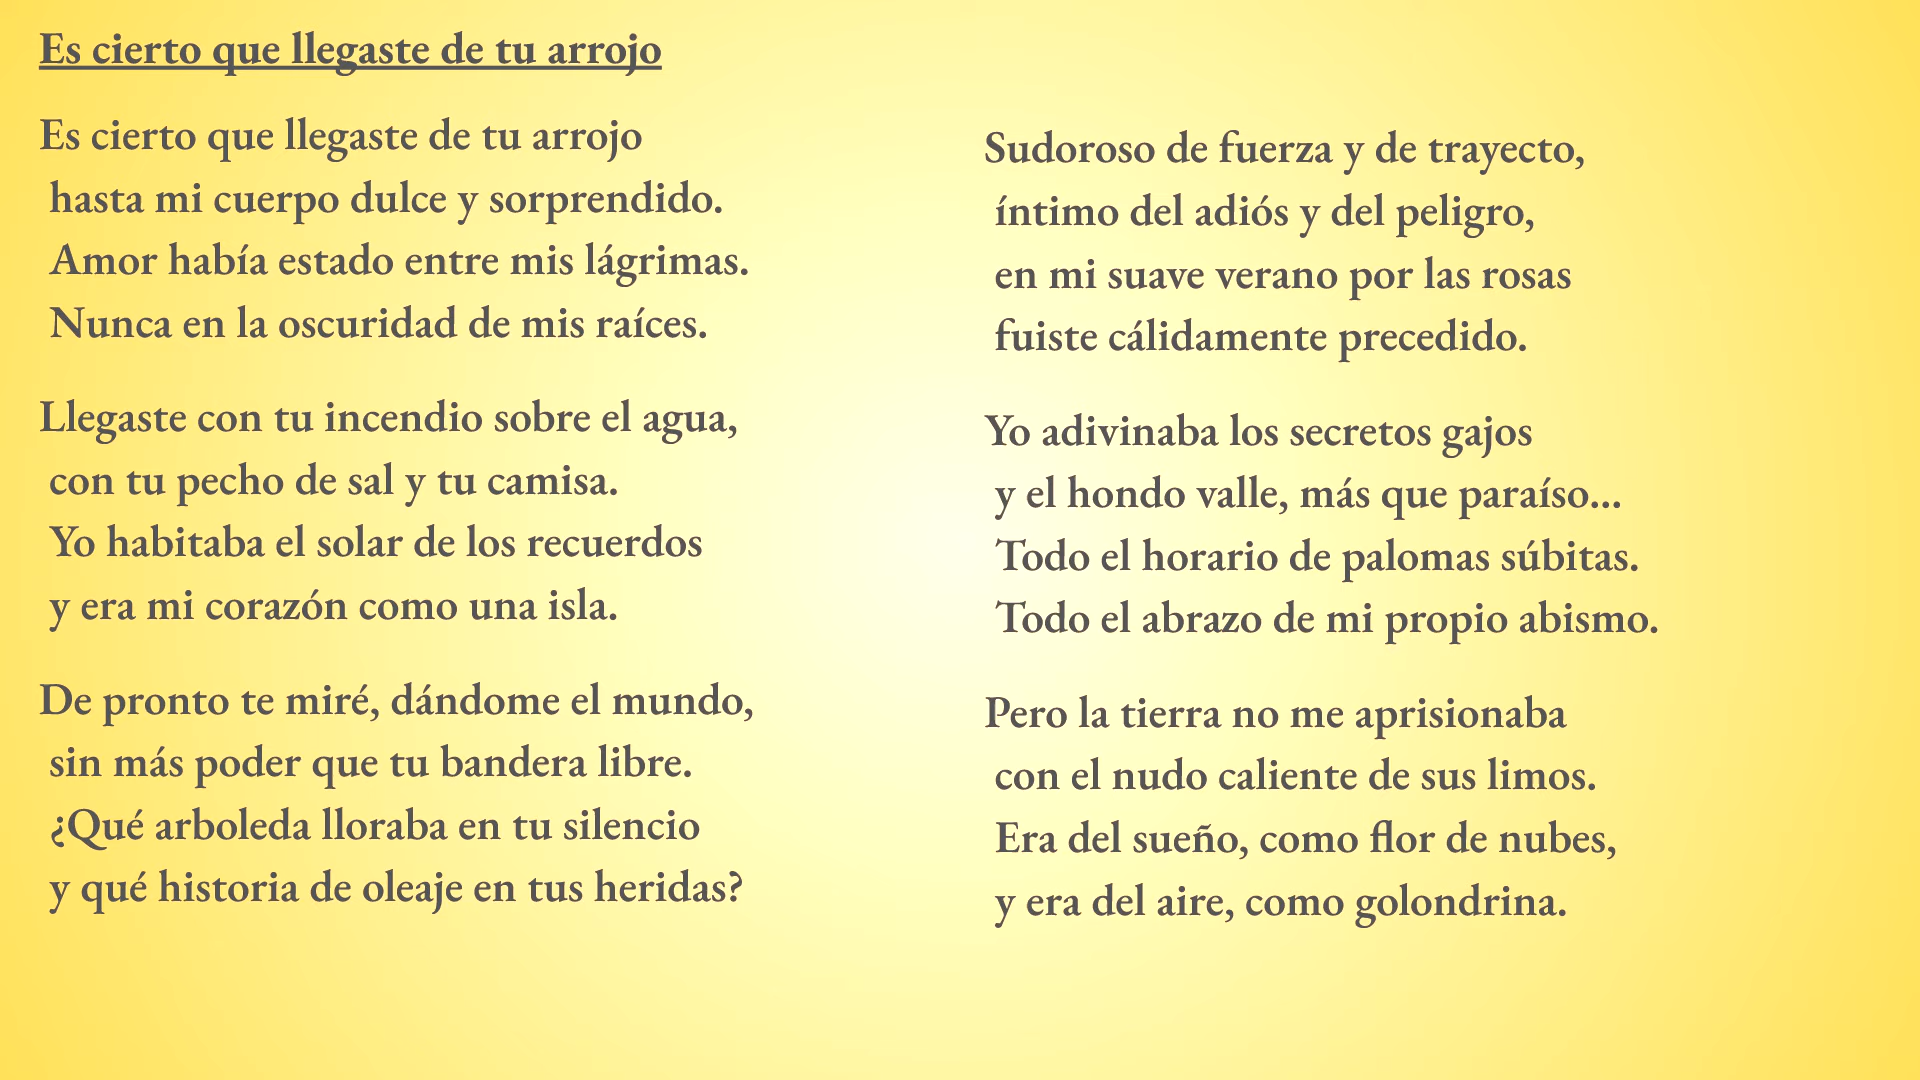 Es cierto que llegaste de tu arrojo
Es cierto que llegaste de tu arrojo
hasta mi cuerpo dulce y sorprendido.
Amor había estado entre mis lágrimas.
Nunca en la oscuridad de mis raíces.
Llegaste con tu incendio sobre el agua,
con tu pecho de sal y tu camisa.
Yo habitaba el solar de los recuerdos
y era mi corazón como una isla.
De pronto te miré, dándome el mundo,
sin más poder que tu bandera libre.
¿Qué arboleda lloraba en tu silencio
y qué historia de oleaje en tus heridas?
Sudoroso de fuerza y de trayecto,
íntimo del adiós y del peligro,
en mi suave verano por las rosas
fuiste cálidamente precedido.
Yo adivinaba los secretos gajos
y el hondo valle, más que paraíso...
Todo el horario de palomas súbitas.
Todo el abrazo de mi propio abismo.
Pero la tierra no me aprisionaba
con el nudo caliente de sus limos.
Era del sueño, como flor de nubes,
y era del aire, como golondrina.